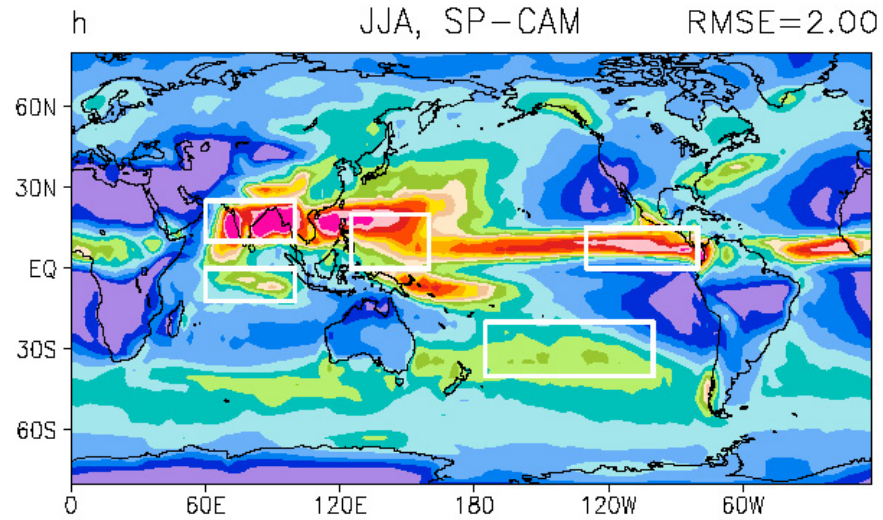 h JJA, SP-CAM RMSE=2.00
60N
30N
EQ
30S
60S
0 60E 120E 180 120W 60W